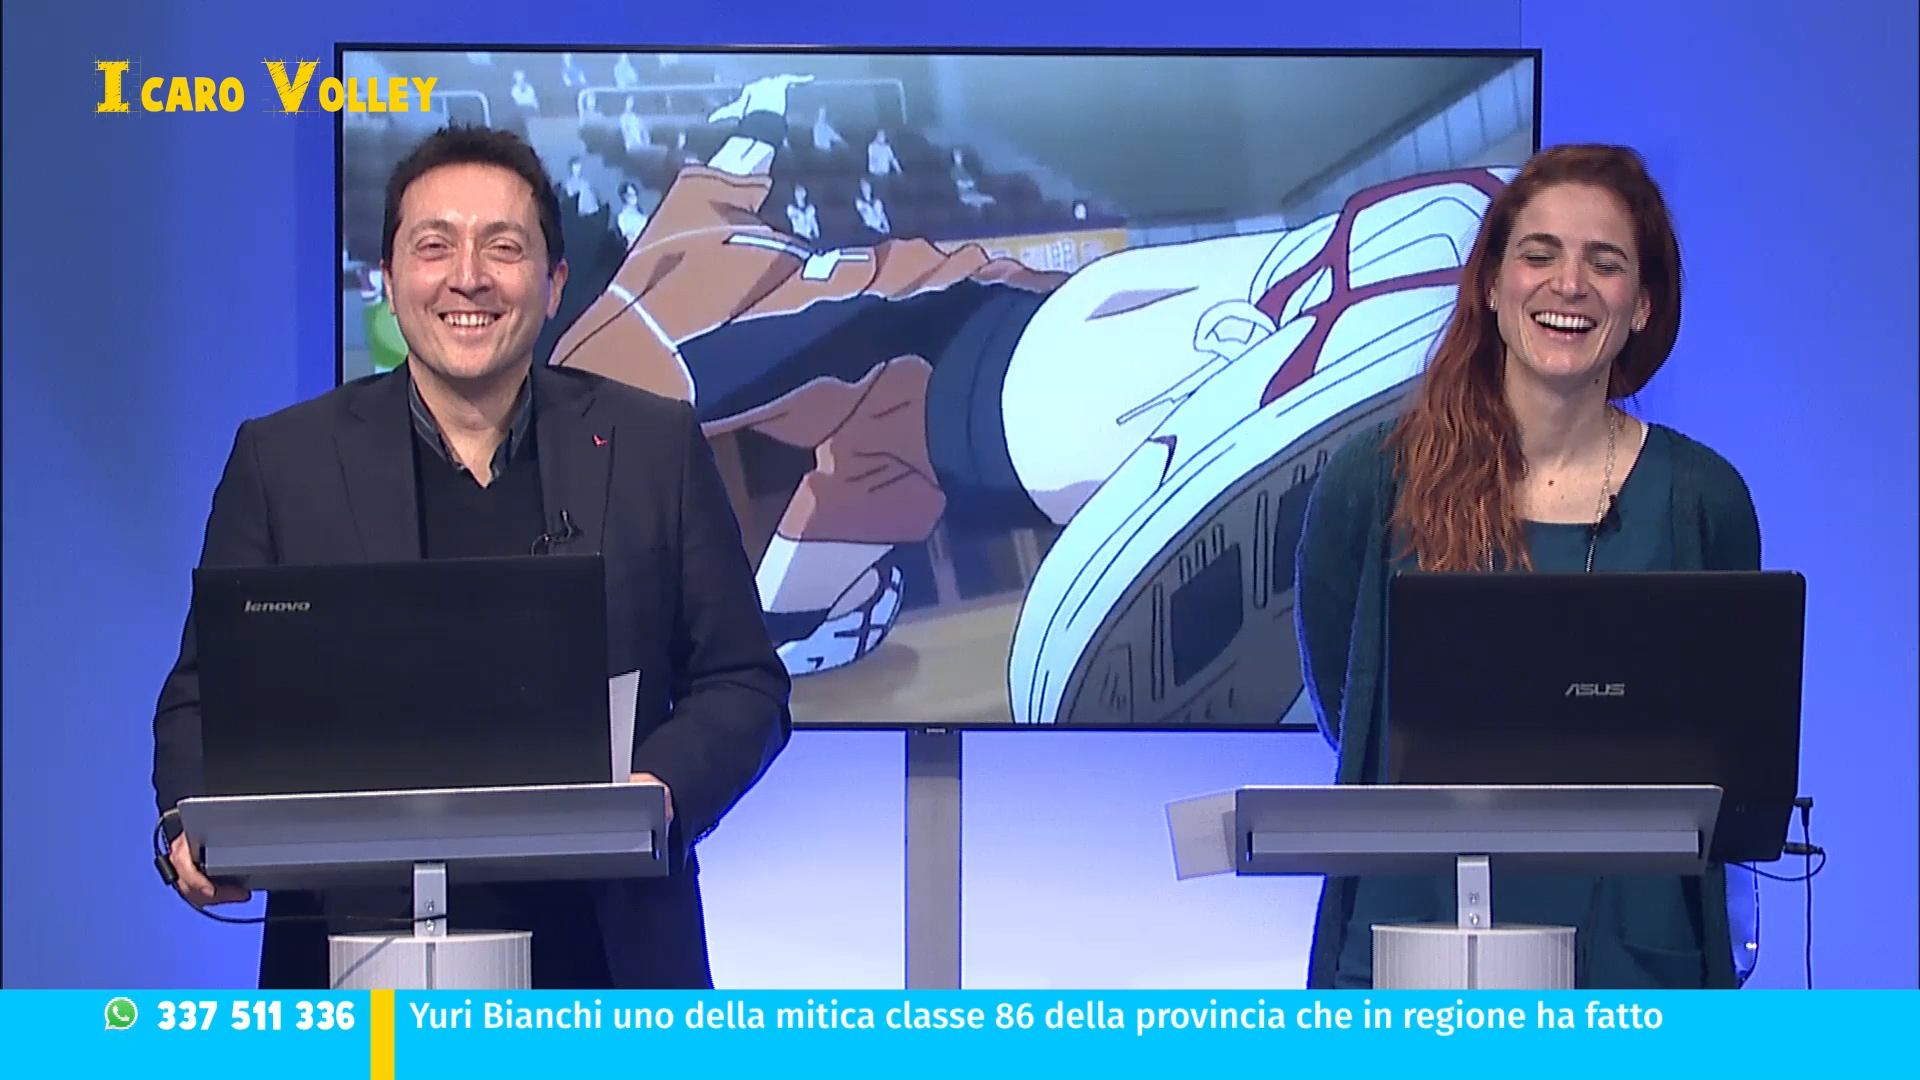 ICARO VOLLEY
lenovo
ASUS
337 511 336
Yuri Bianchi uno della mitica classe 86 della provincia che in regione ha fatto